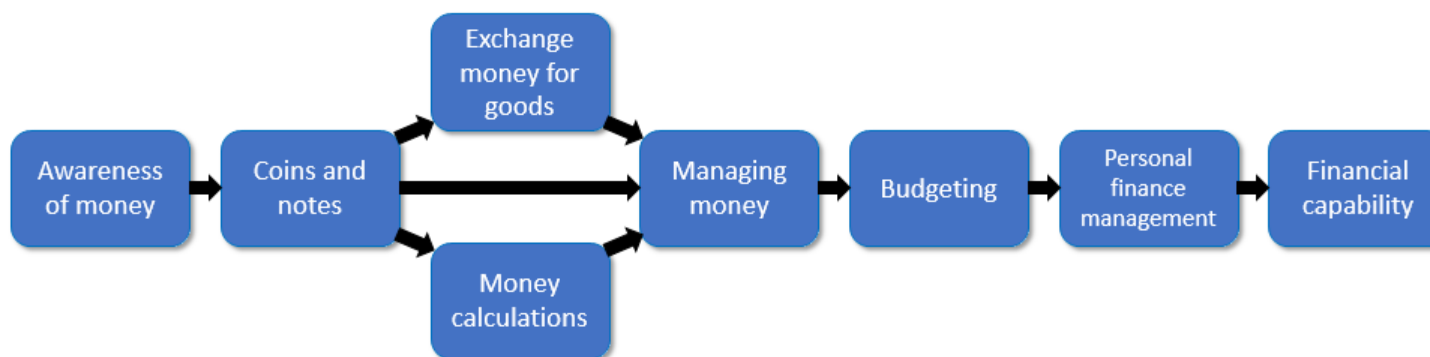 Awareness
of money
Coins and
notes
Exchange
money for
goods
Money
calculations
Managing
money
Budgeting
Personal
finance
management
Financial
capability